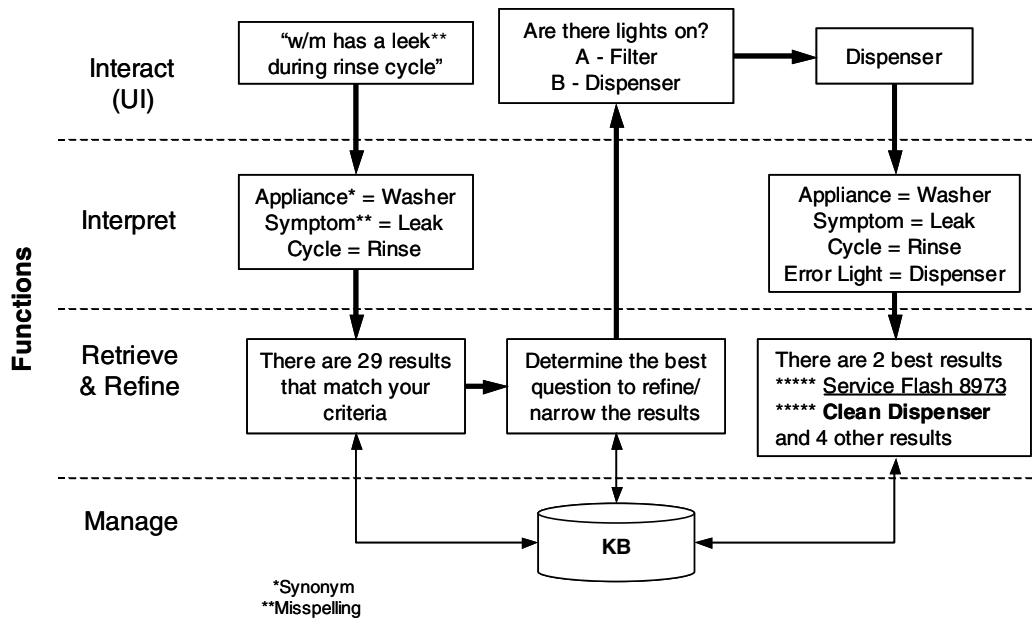 Functions
Interact
(UI)
“w/m has a leek**
during rinse cycle”
Are there lights on?
A - Filter
B - Dispenser
Dispenser
Interpret
Appliance* = Washer
Symptom** = Leak
Cycle = Rinse
Appliance = Washer
Symptom = Leak
Cycle = Rinse
Error Light = Dispenser
Retrieve
& Refine
There are 29 results
that match your
criteria
Determine the best
question to refine/
narrow the results
There are 2 best results
***** Service Flash 8973
***** Clean Dispenser
and 4 other results
Manage
KB
*Synonym
**Misspelling